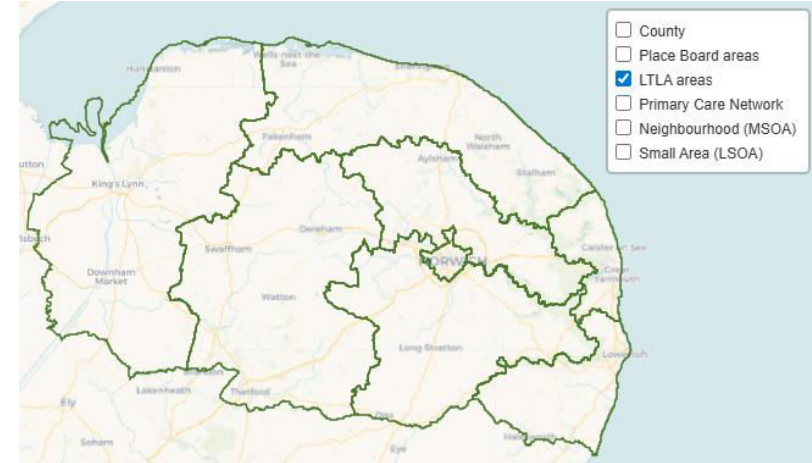 County
Place Board areas
LTLA areas
Primary Care Network
Neighbourhood (MSOA)
Small Area (LSOA)
Wells next the
Sea
Hunstanton
Sheringham
Fakenham
North
Walsham
Aylsham
Stalham
King's Lynn
Dereham
Swaffham
NORWICH
Caister on Sea
Great
Yarmouth
Downham
Market
Watton
Long Stratton
Lowestoft
Brandon
Lakenheath
Thetford
Ely
Diss
Halesworth
Soham
Eye